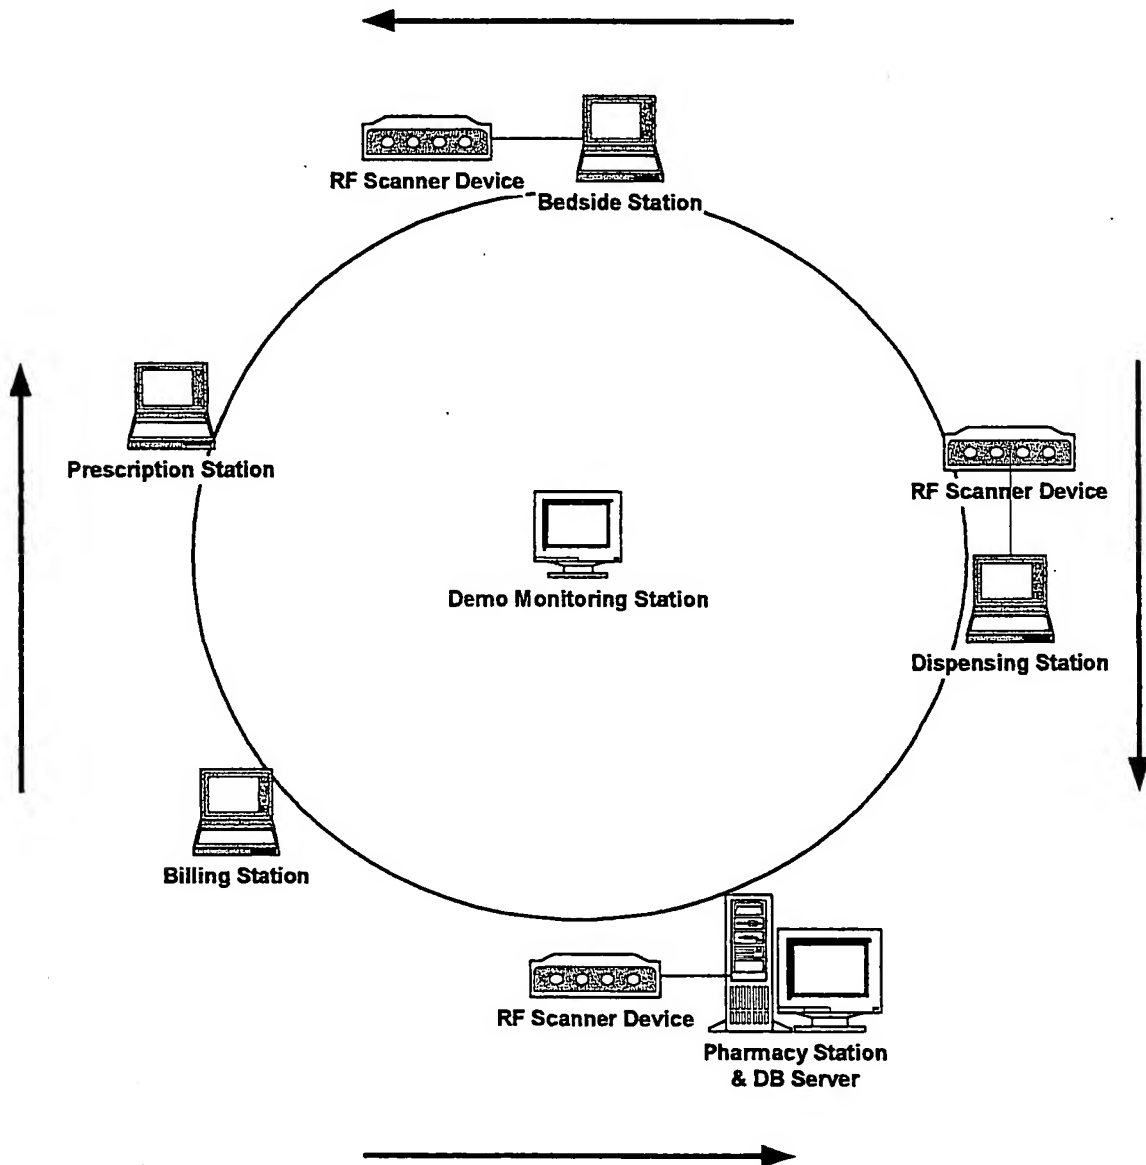 RF Scanner Device
Bedside Station
Prescription Station
RF Scanner Device
Demo Monitoring Station
Dispensing Station
Billing Station
RF Scanner Device
Pharmacy Station
& DB Server